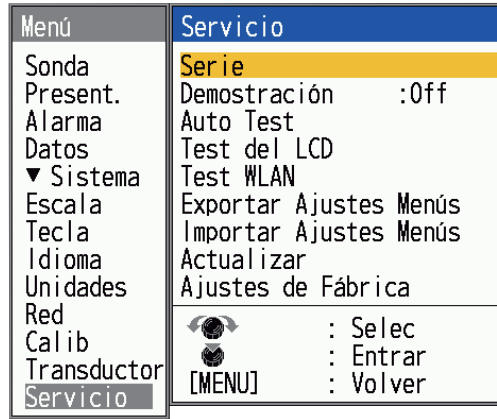 Menú
Sonda
Present.
Alarma
Datos
▼ Sistema
Escala
Tecla
Idioma
Unidades
Red
Calib
Transductor
Servicio
Servicio
Serie
Demostración :Off
Auto Test
Test del LCD
Test WLAN
Exportar Ajustes Menús
Importar Ajustes Menús
Actualizar
Ajustes de Fábrica
: Selec
: Entrar
[MENU] : Volver